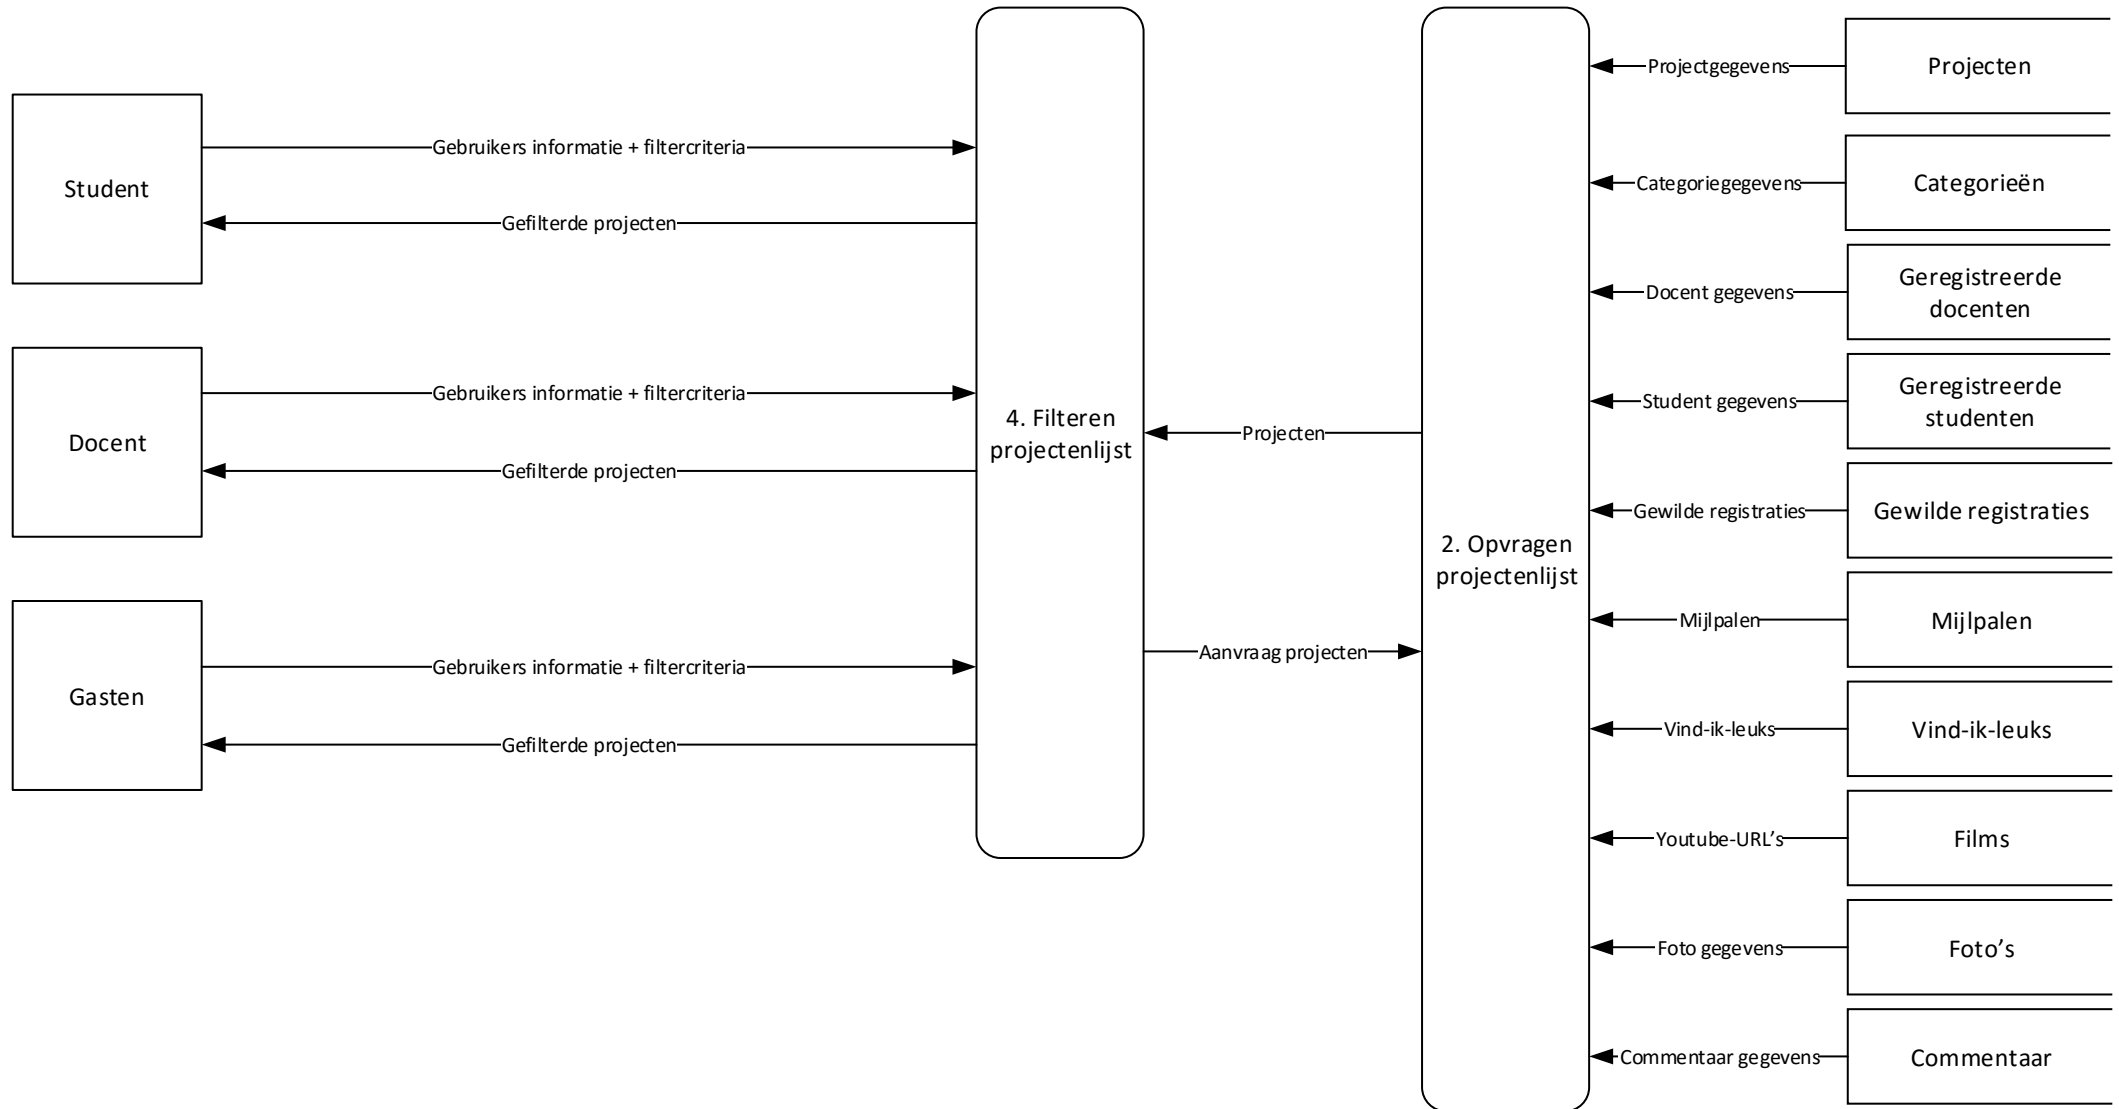 Student
Docent
Gasten
Gebruikers informatie + filtercriteria
Gefilterde projecten
Gebruikers informatie + filtercriteria
Gefilterde projecten
Gebruikers informatie + filtercriteria
Gefilterde projecten
4. Filteren
projectenlijst
Projecten
Aanvraag projecten
2. Opvragen
projectenlijst
Projectgegevens
Projecten
Categoriegegevens
Categorieën
Docent gegevens
Geregistreerde
docenten
Student gegevens
Geregistreerde
studenten
Gewilde registraties
Gewilde registraties
Mijlpalen
Mijlpalen
Vind-ik-leuks
Vind-ik-leuks
Youtube-URL’s
Films
Foto gegevens
Foto’s
Commentaar gegevens
Commentaar